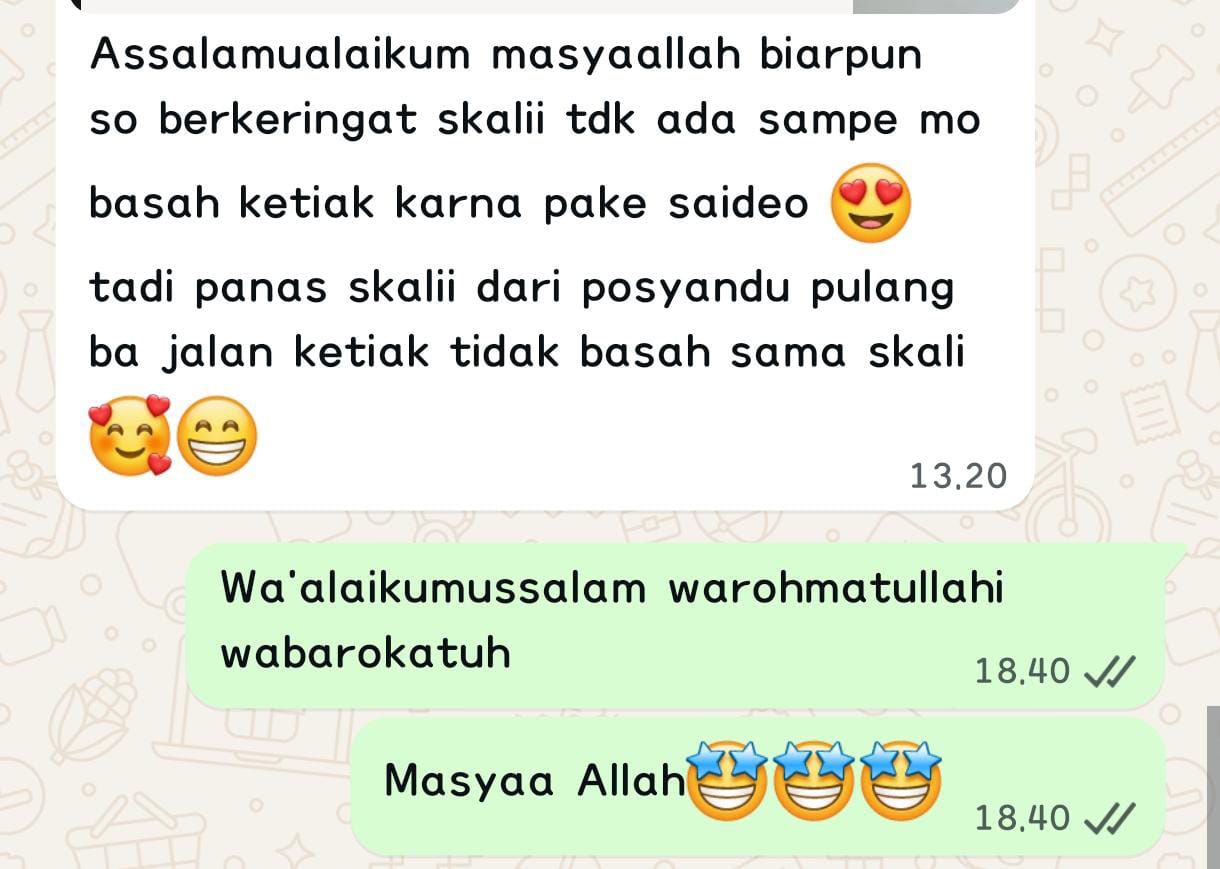 Assalamualaikum masyaallah biarpun
so berkeringat skalii tdk ada sampe mo
basah ketiak karna pake saideo 😍
tadi panas skalii dari posyandu pulang
ba jalan ketiak tidak basah sama skali
🥰😁
13.20
Wa'alaikumussalam warohmatullahi
wabarokatuh
18.40
Masyaa Allah🤩🤩🤩
18.40